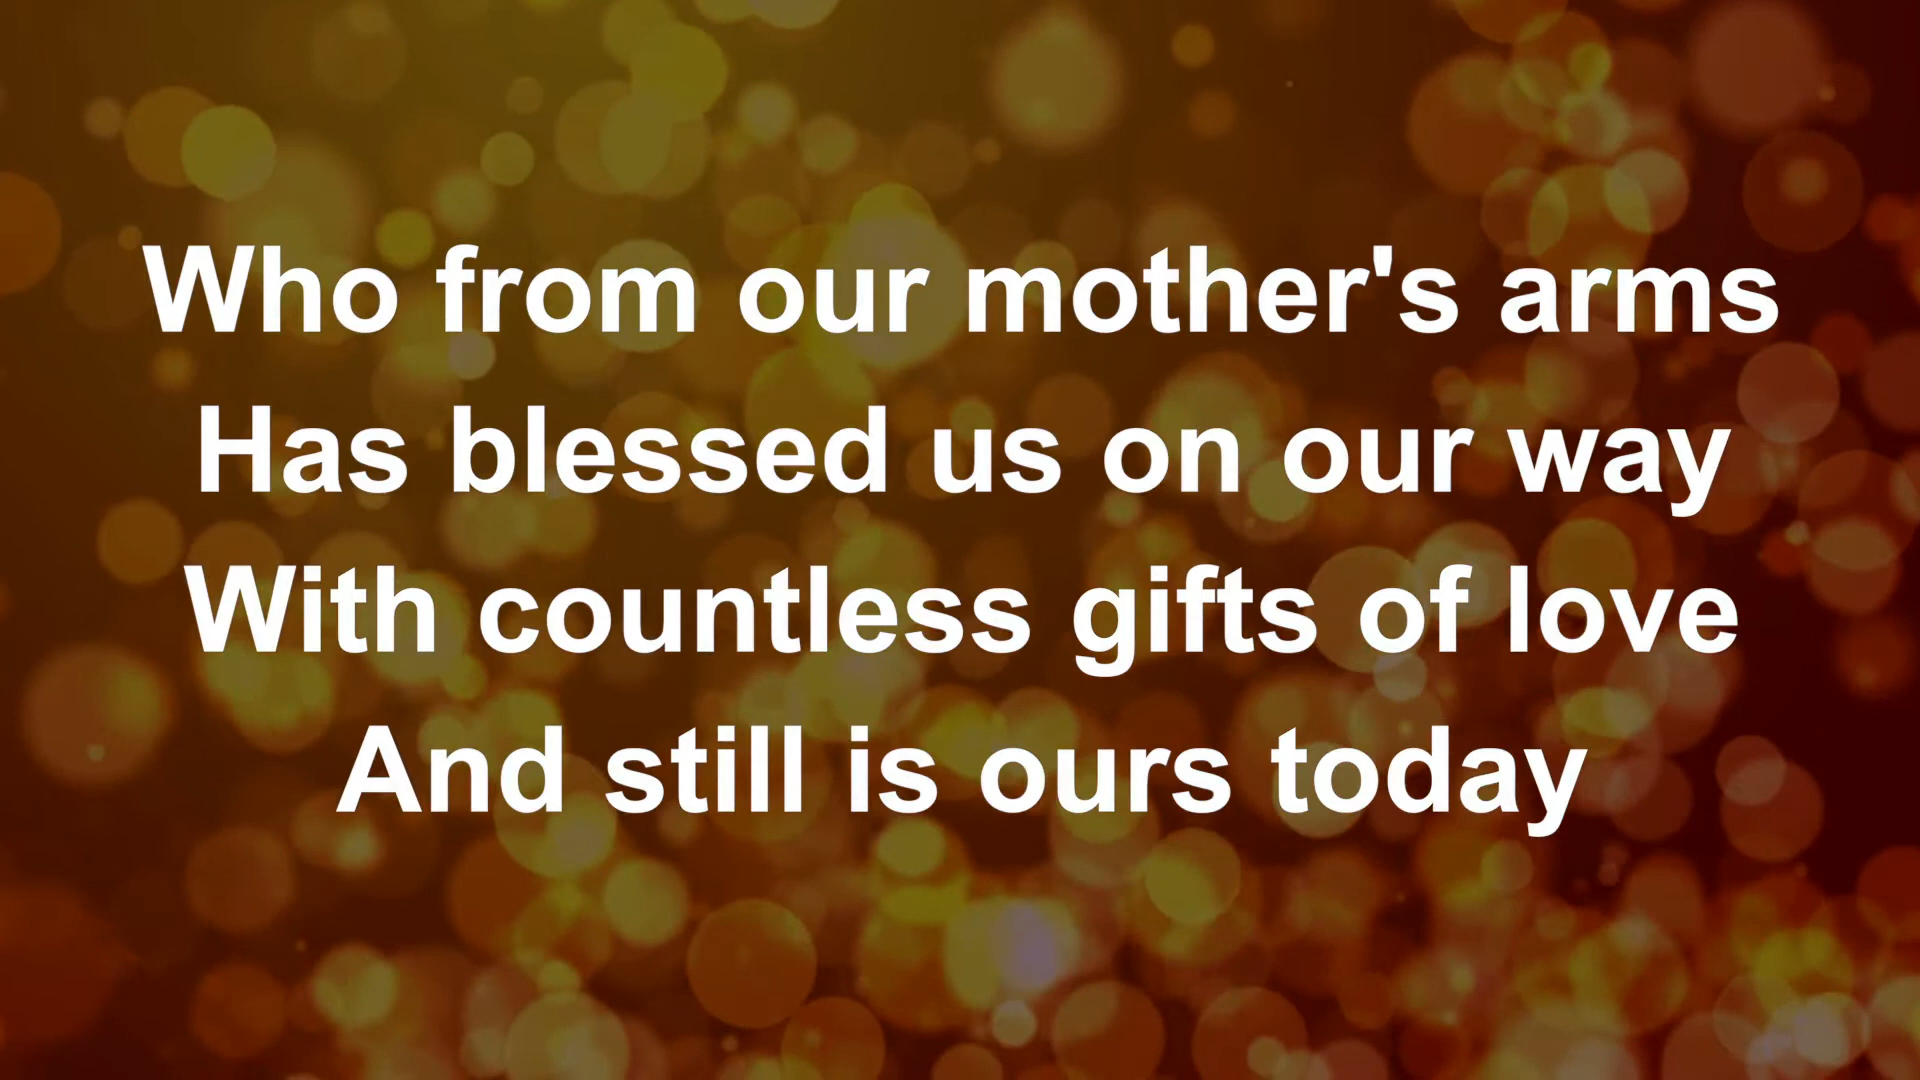 Who from our mother's arms
Has blessed us on our way
With countless gifts of love
And still is ours today